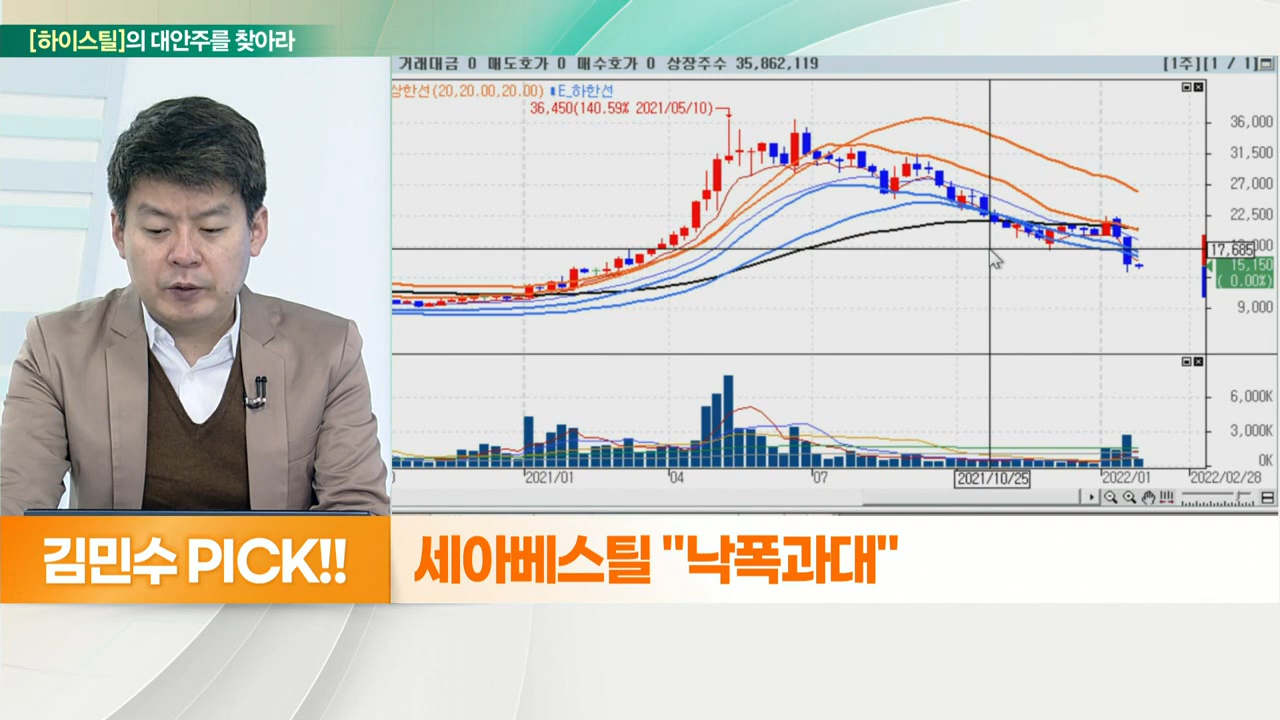 [하이스틸]의 대안주를 찾아라
거래대금 0 매도호가 0 매수호가 0 상장주수 35,862,119
[1주][1 / 1]
상한선(20,20.00,20.00) E_하한선
36,450(140.59% 2021/05/10)
36,000
31,500
27,000
22,500
17,685
15,150
( 0.00%)
9,000
6,000K
3,000K
0K
2021/01
04
07
2021/10/25
2022/01
2022/02/28
김민수 PICK!!
세아베스틸 "낙폭과대"